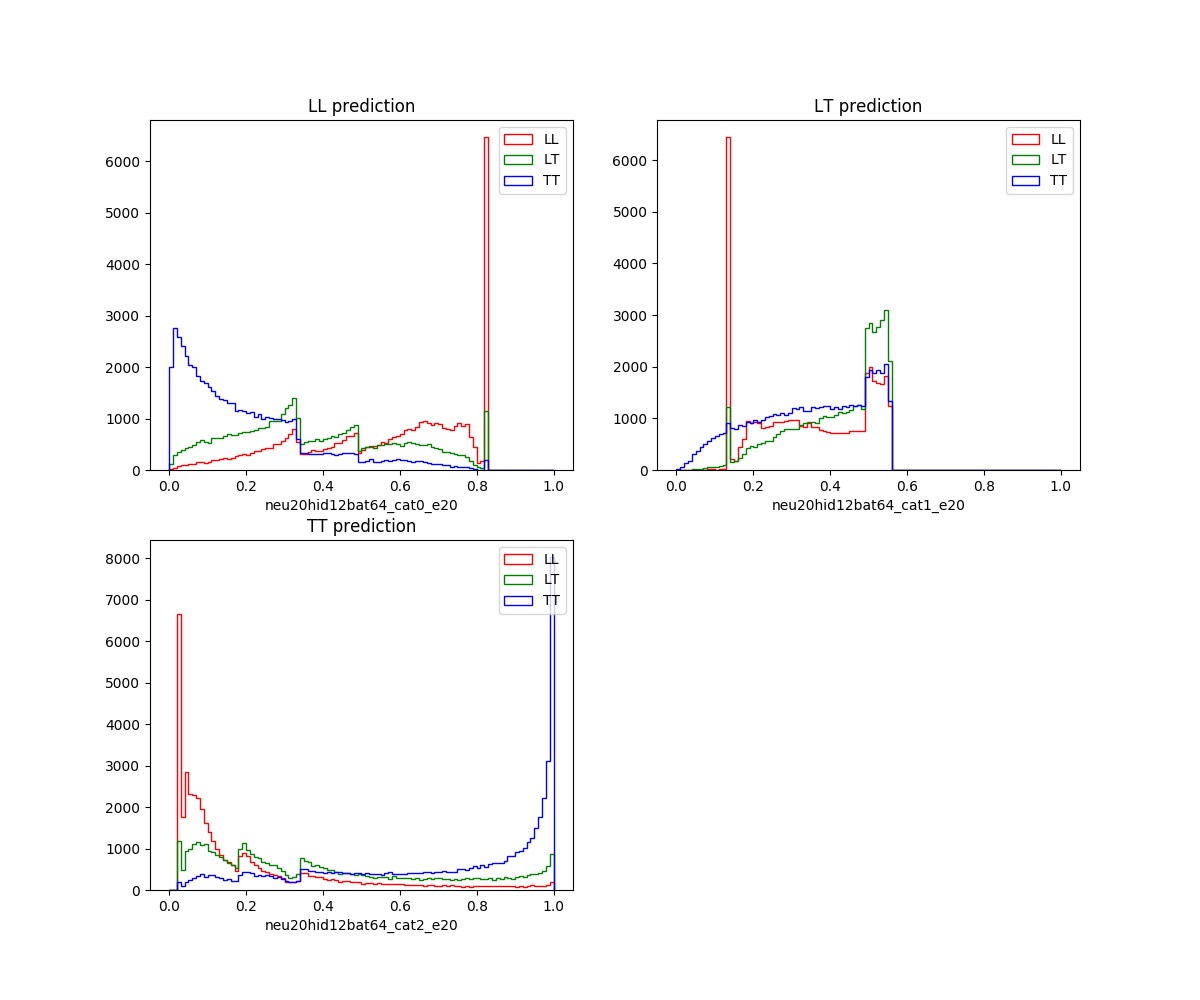 LL prediction
LL
LT
TT
6000
5000
4000
3000
2000
1000
0
0.0 0.2 0.4 0.6 0.8 1.0
neu20hid12bat64_cat0_e20
LT prediction
LL
LT
TT
6000
5000
4000
3000
2000
1000
0
0.0 0.2 0.4 0.6 0.8 1.0
neu20hid12bat64_cat1_e20
TT prediction
LL
LT
TT
8000
7000
6000
5000
4000
3000
2000
1000
0
0.0 0.2 0.4 0.6 0.8 1.0
neu20hid12bat64_cat2_e20